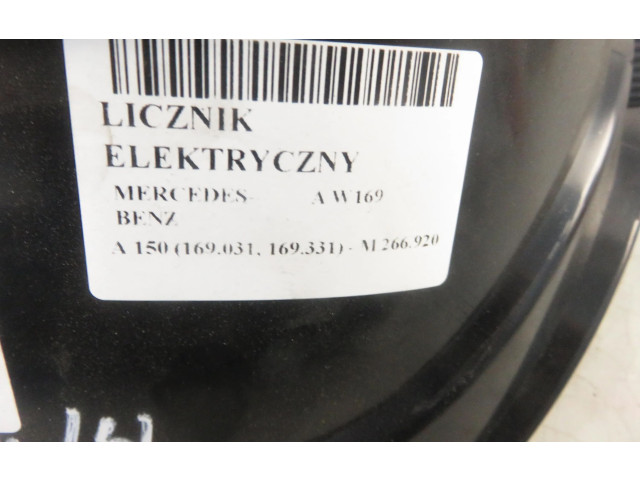 LICZNIK
ELEKTRYCZNY
MERCEDES- A W169
BENZ
A 150 (169.031, 169.331) - M 266.920